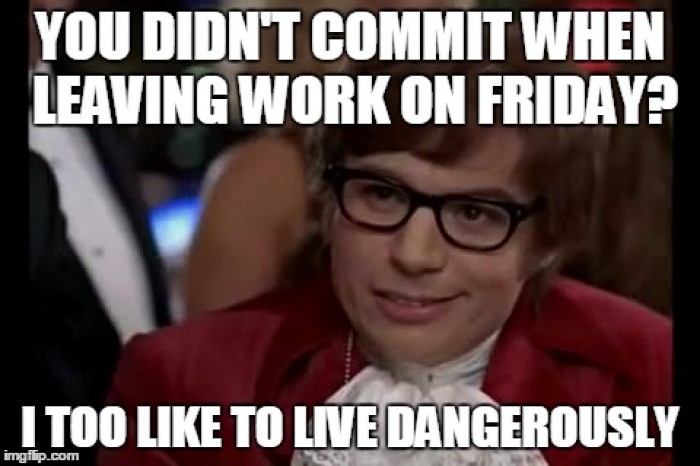 YOU DIDN'T COMMIT WHEN
LEAVING WORK ON FRIDAY?
I TOO LIKE TO LIVE DANGEROUSLY
imgflip.com